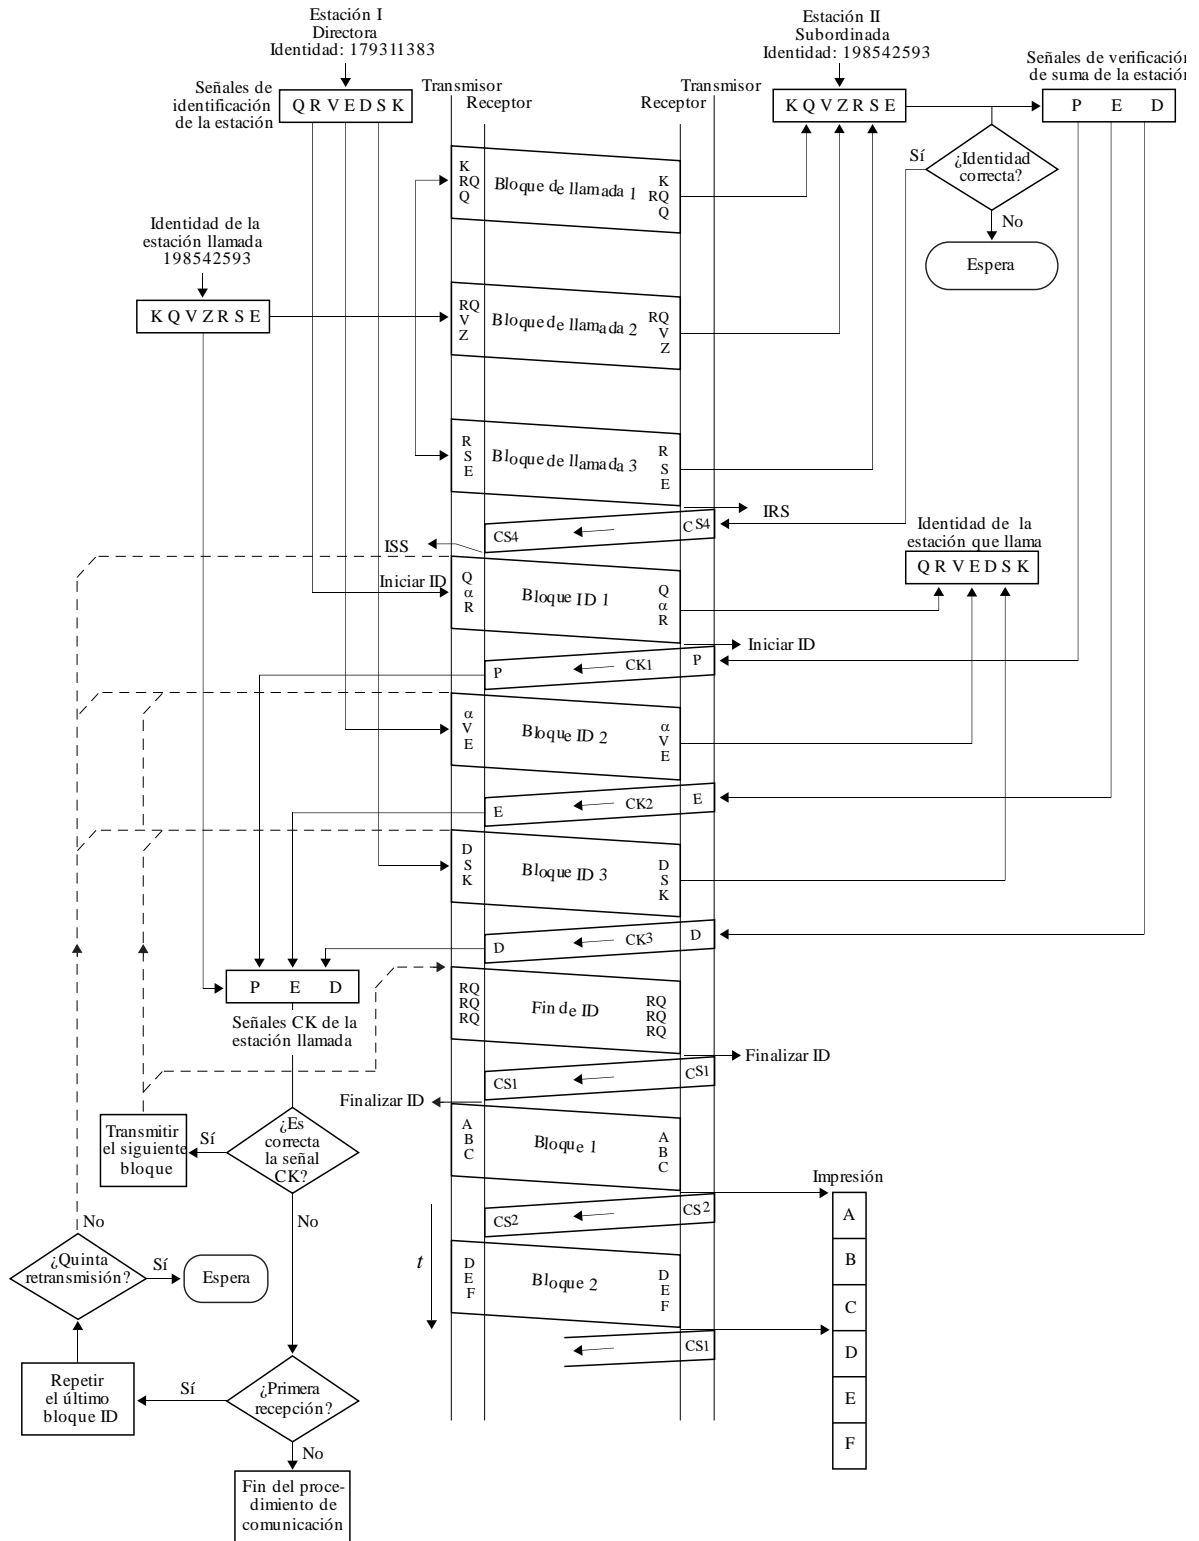 Estación I
Directora
Identidad: 179311383
Estación II
Subordinada
Identidad: 198542593
Señales de verificación
de suma de la estación
Señales de
identificación
de la estación
Q R V E D S K
Transmisor
Receptor
Transmisor
Receptor
K Q V Z R S E
P E D
¿Identidad
correcta?
Sí
No
Espera
K
RQ
Q
Bloque de llamada 1
K
RQ
Q
Identidad de la
estación llamada
198542593
K Q V Z R S E
RQ
V
Z
Bloque de llamada 2
RQ
V
Z
R
S
E
Bloque de llamada 3
R
S
E
IRS
CS4
CS4
ISS
Identidad de la
estación que llama
Q R V E D S K
Iniciar ID
Q
α
R
Bloque ID 1
Q
α
R
Iniciar ID
P
CK1
P
α
V
E
Bloque ID 2
α
V
E
E
CK2
E
D
S
K
Bloque ID 3
D
S
K
D
CK3
D
P E D
Señales CK de la
estación llamada
RQ
RQ
RQ
Fin de ID
RQ
RQ
RQ
Finalizar ID
CS1
CS1
Finalizar ID
Transmitir
el siguiente
bloque
Sí
¿Es
correcta
la señal
CK?
No
A
B
C
Bloque 1
A
B
C
Impresión
CS2
CS2
A
B
C
D
E
F
t
D
E
F
Bloque 2
D
E
F
CS1
No
¿Quinta
retransmisión?
Sí
Espera
Repetir
el último
bloque ID
Sí
¿Primera
recepción?
No
Fin del proce-
dimiento de
comunicación